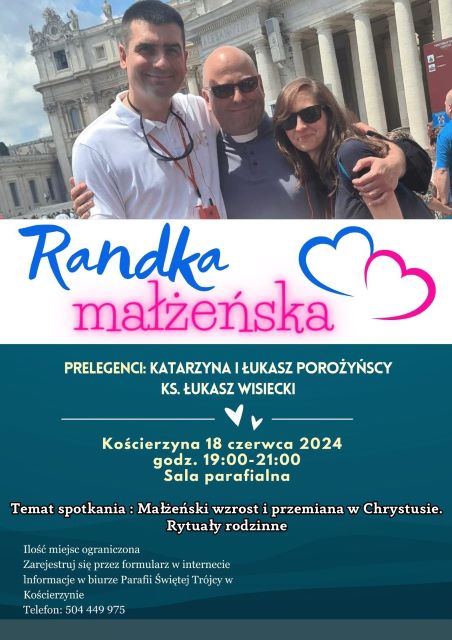 Randka
małżeńska
PRELEGENCI: KATARZYNA I ŁUKASZ POROŻYŃSCY
KS. ŁUKASZ WISIECKI
Kościerzyna 18 czerwca 2024
godz. 19:00-21:00
Sala parafialna
Temat spotkania : Małżeński wzrost i przemiana w Chrystusie.
Rytuały rodzinne
Ilość miejsc ograniczona
Zarejestruj się przez formularz w internecie
Informacje w biurze Parafii Świętej Trójcy w
Kościerzynie
Telefon: 504 449 975